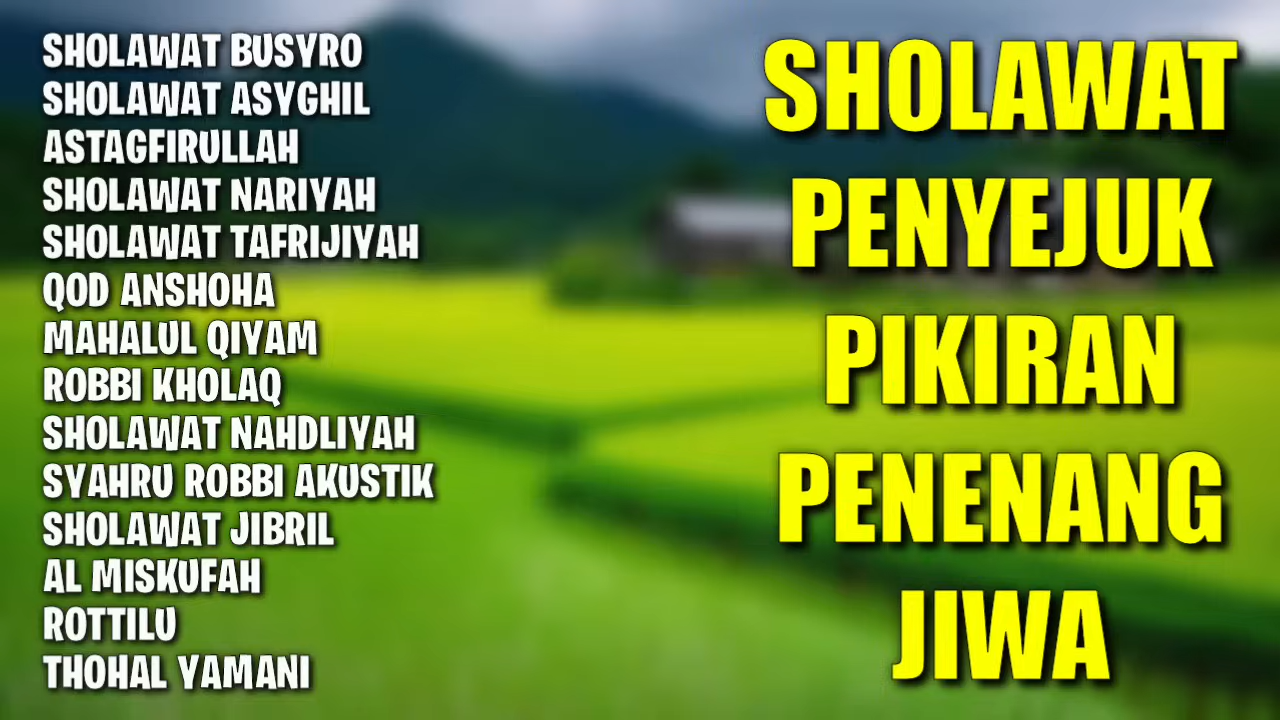 SHOLAWAT BUSYRO
SHOLAWAT ASYGHIL
ASTAGFIRULLAH
SHOLAWAT NARIYAH
SHOLAWAT TAFRIJIYAH
QOD ANSHOHA
MAHALUL QIYAM
ROBBI KHOLAQ
SHOLAWAT NAHDLIYAH
SYAHRU ROBBI AKUSTIK
SHOLAWAT JIBRIL
AL MISKUFAH
ROTTILU
THOHAL YAMANI
SHOLAWAT
PENYEJUK
PIKIRAN
PENENANG
JIWA